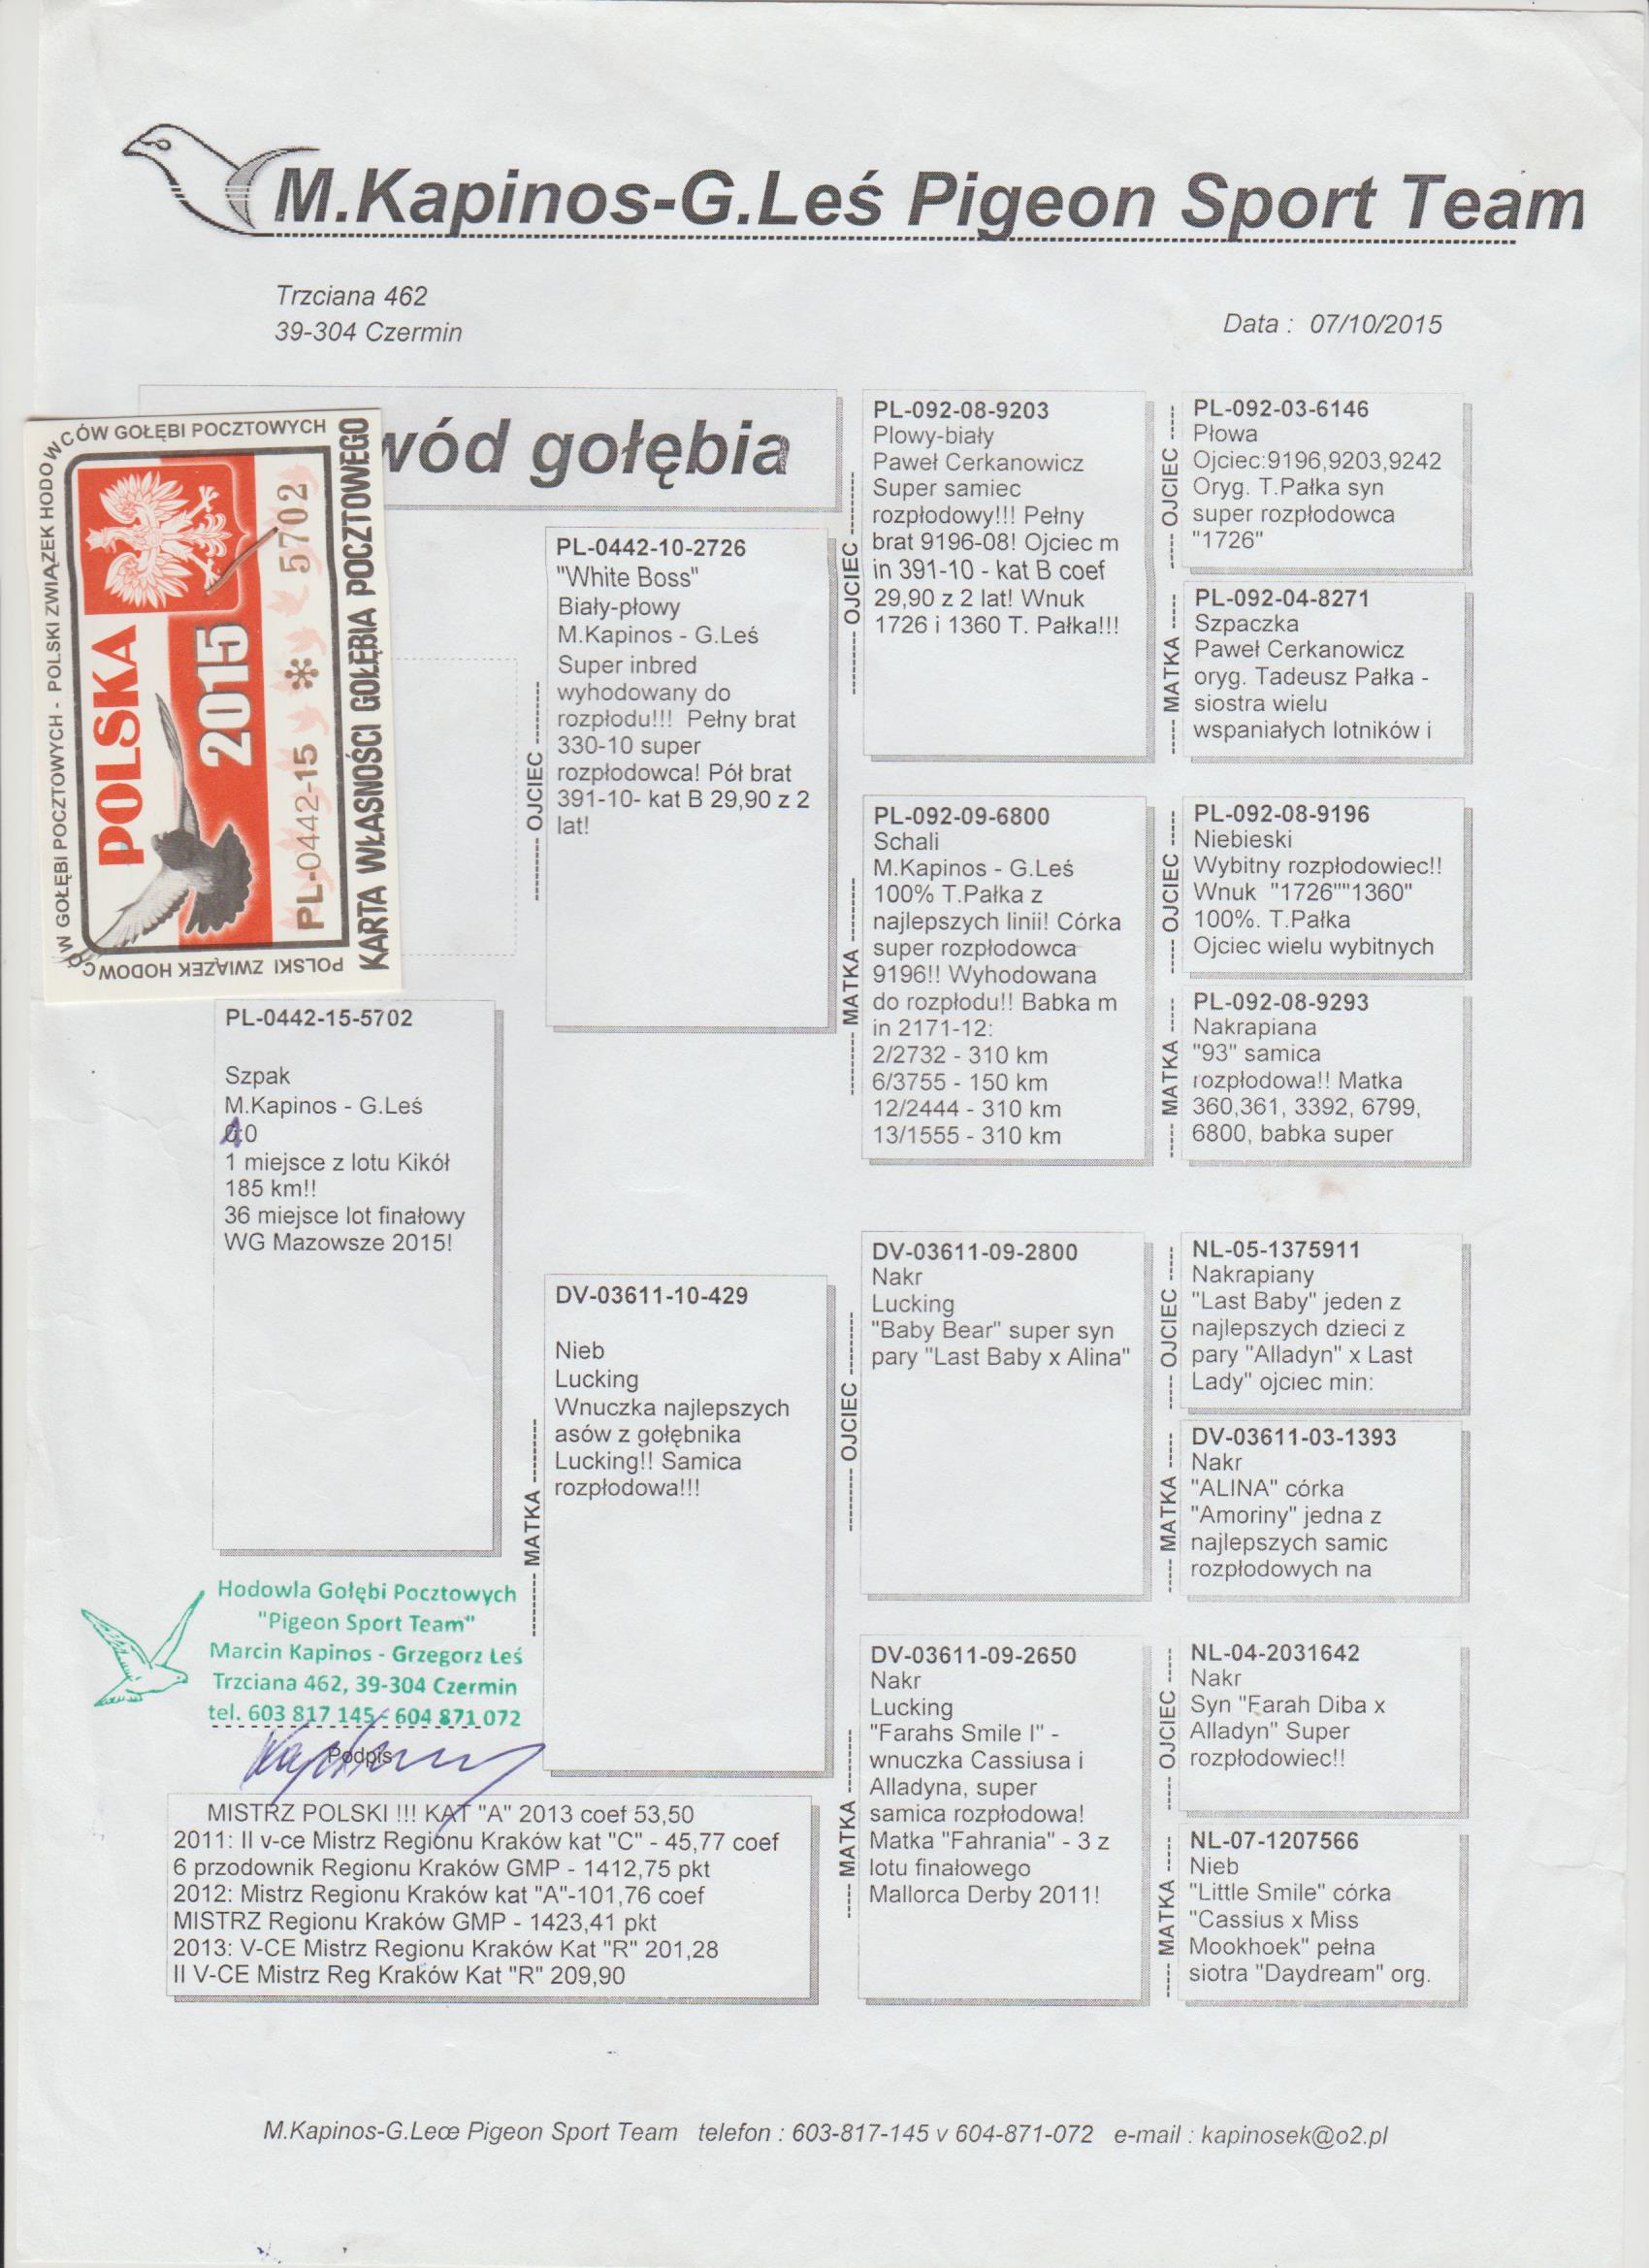 M.Kapinos-G.Leś Pigeon Sport Team
Trzciana 462
39-304 Czermin
Data : 07/10/2015
wód gołębia
W GOŁĘBI POCZTOWYCH - POLSKI ZWIĄZEK HODOWCÓW GOŁĘBI POCZTOWYCH
POLSKI ZWIĄZEK HODOWC
POLSKA
2015
PL-0442-15 * 5702
KARTA WŁASNOŚCI GOŁĘBIA POCZTOWEGO
PL-0442-15-5702
Szpak
M.Kapinos - G.Leś
:0
1 miejsce z lotu Kikół
185 km!!
36 miejsce lot finałowy
WG Mazowsze 2015!
OJCIEC
PL-0442-10-2726
"White Boss"
Biały-płowy
M.Kapinos - G.Leś
Super inbred
wyhodowany do
rozpłodu!!! Pełny brat
330-10 super
rozpłodowca! Pół brat
391-10- kat B 29,90 z 2
lat!
MATKA
DV-03611-10-429
Nieb
Lucking
Wnuczka najlepszych
asów z gołębnika
Lucking!! Samica
rozpłodowa!!!
OJCIEC
PL-092-08-9203
Plowy-biały
Paweł Cerkanowicz
Super samiec
rozpłodowy!!! Pełny
brat 9196-08! Ojciec m
in 391-10 - kat B coef
29,90 z 2 lat! Wnuk
1726 i 1360 T. Pałka!!!
MATKA
PL-092-09-6800
Schali
M.Kapinos - G.Leś
100% T.Pałka z
najlepszych linii! Córka
super rozpłodowca
9196!! Wyhodowana
do rozpłodu!! Babka m
in 2171-12:
2/2732 - 310 km
6/3755 - 150 km
12/2444 - 310 km
13/1555 - 310 km
OJCIEC
DV-03611-09-2800
Nakr
Lucking
"Baby Bear" super syn
pary "Last Baby x Alina"
MATKA
DV-03611-09-2650
Nakr
Lucking
"Farahs Smile I" -
wnuczka Cassiusa i
Alladyna, super
samica rozpłodowa!
Matka "Fahrania" - 3 z
lotu finałowego
Mallorca Derby 2011!
OJCIEC
PL-092-03-6146
Płowa
Ojciec:9196,9203,9242
Oryg. T.Pałka syn
super rozpłodowca
"1726"
MATKA
PL-092-04-8271
Szpaczka
Paweł Cerkanowicz
oryg. Tadeusz Pałka -
siostra wielu
wspaniałych lotników i
OJCIEC
PL-092-08-9196
Niebieski
Wybitny rozpłodowiec!!
Wnuk "1726""1360"
100%. T.Pałka
Ojciec wielu wybitnych
MATKA
PL-092-08-9293
Nakrapiana
"93" samica
rozpłodowa!! Matka
360,361, 3392, 6799,
6800, babka super
OJCIEC
NL-05-1375911
Nakrapiany
"Last Baby" jeden z
najlepszych dzieci z
pary "Alladyn" x Last
Lady" ojciec min:
MATKA
DV-03611-03-1393
Nakr
"ALINA" córka
"Amoriny" jedna z
najlepszych samic
rozpłodowych na
OJCIEC
NL-04-2031642
Nakr
Syn "Farah Diba x
Alladyn" Super
rozpłodowiec!!
MATKA
NL-07-1207566
Nieb
"Little Smile" córka
"Cassius x Miss
Mookhoek" pełna
siotra "Daydream" org.
Hodowla Gołębi Pocztowych
"Pigeon Sport Team"
Marcin Kapinos - Grzegorz Leś
Trzciana 462, 39-304 Czermin
tel. 603 817 145 - 604 871 072
Podpis
MISTRZ POLSKI !!! KAT "A" 2013 coef 53,50
2011: II v-ce Mistrz Regionu Kraków kat "C" - 45,77 coef
6 przodownik Regionu Kraków GMP - 1412,75 pkt
2012: Mistrz Regionu Kraków kat "A"-101,76 coef
MISTRZ Regionu Kraków GMP - 1423,41 pkt
2013: V-CE Mistrz Regionu Kraków Kat "R" 201,28
II V-CE Mistrz Reg Kraków Kat "R" 209,90
M.Kapinos-G.Leœ Pigeon Sport Team telefon : 603-817-145 v 604-871-072 e-mail : kapinosek@o2.pl